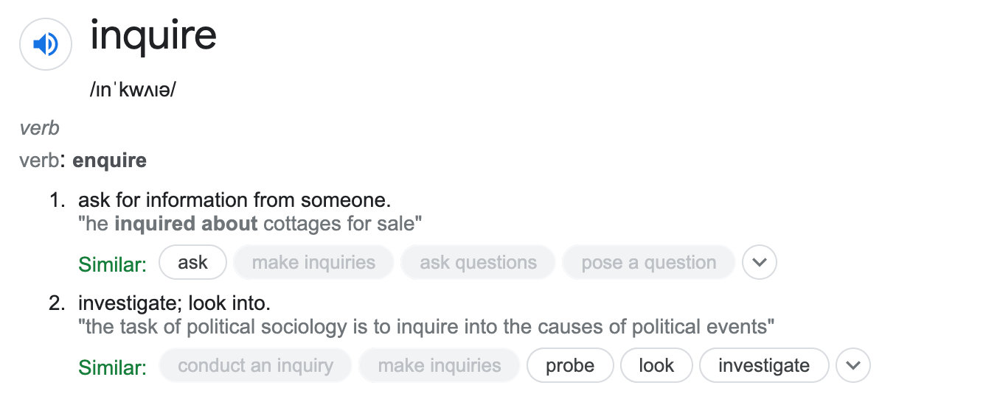 inquire
/ɪnˈkwʌɪə/
verb
verb: enquire
1. ask for information from someone.
"he inquired about cottages for sale"
Similar: ask make inquiries ask questions pose a question
2. investigate; look into.
"the task of political sociology is to inquire into the causes of political events"
Similar: conduct an inquiry make inquiries probe look investigate